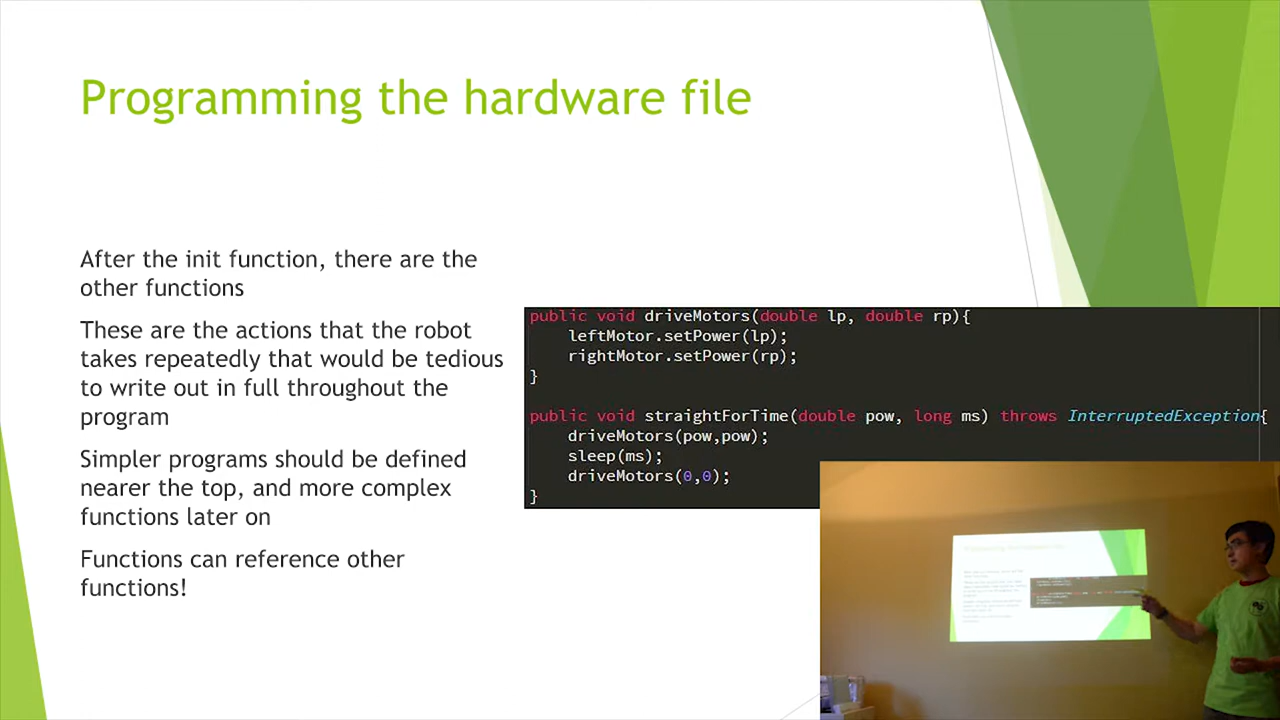 Programming the hardware file
After the init function, there are the
other functions
These are the actions that the robot
takes repeatedly that would be tedious
to write out in full throughout the
program
Simpler programs should be defined
nearer the top, and more complex
functions later on
Functions can reference other
functions!
public void driveMotors(double lp, double rp){
leftMotor.setPower(lp);
rightMotor.setPower(rp);
}
public void straightForTime(double pow, long ms) throws InterruptedException{
driveMotors(pow,pow);
sleep(ms);
driveMotors(0,0);
}